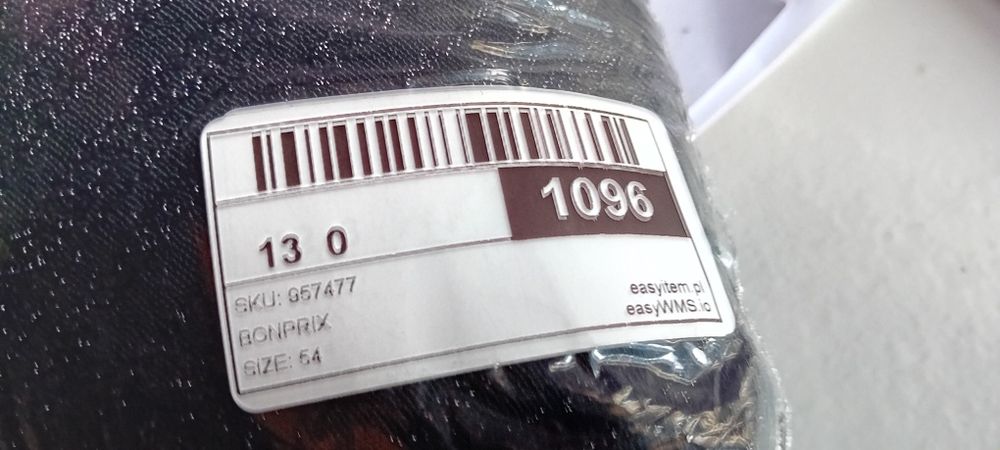 1096
13 0
SKU: 957477
BONPRIX
SIZE: 54
easyitem.pl
easyWMS.io